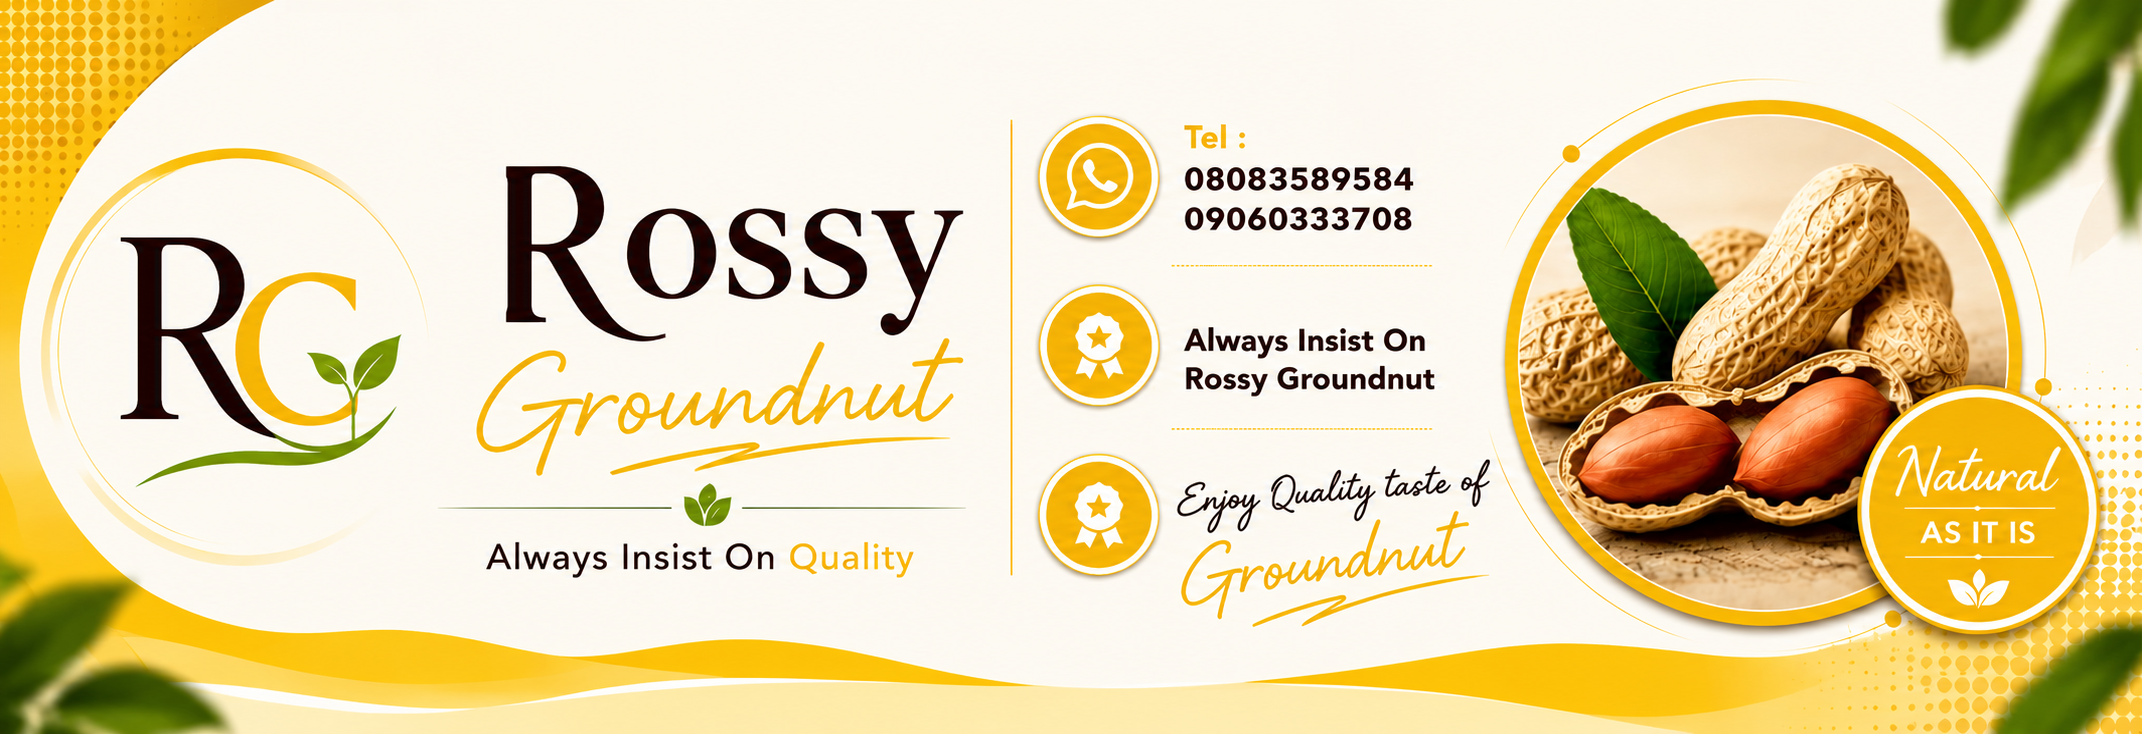 RC
Rossy
Groundnut
Always Insist On Quality
Tel :
08083589584
09060333708
Always Insist On
Rossy Groundnut
Enjoy Quality taste of
Groundnut
Natural
AS IT IS